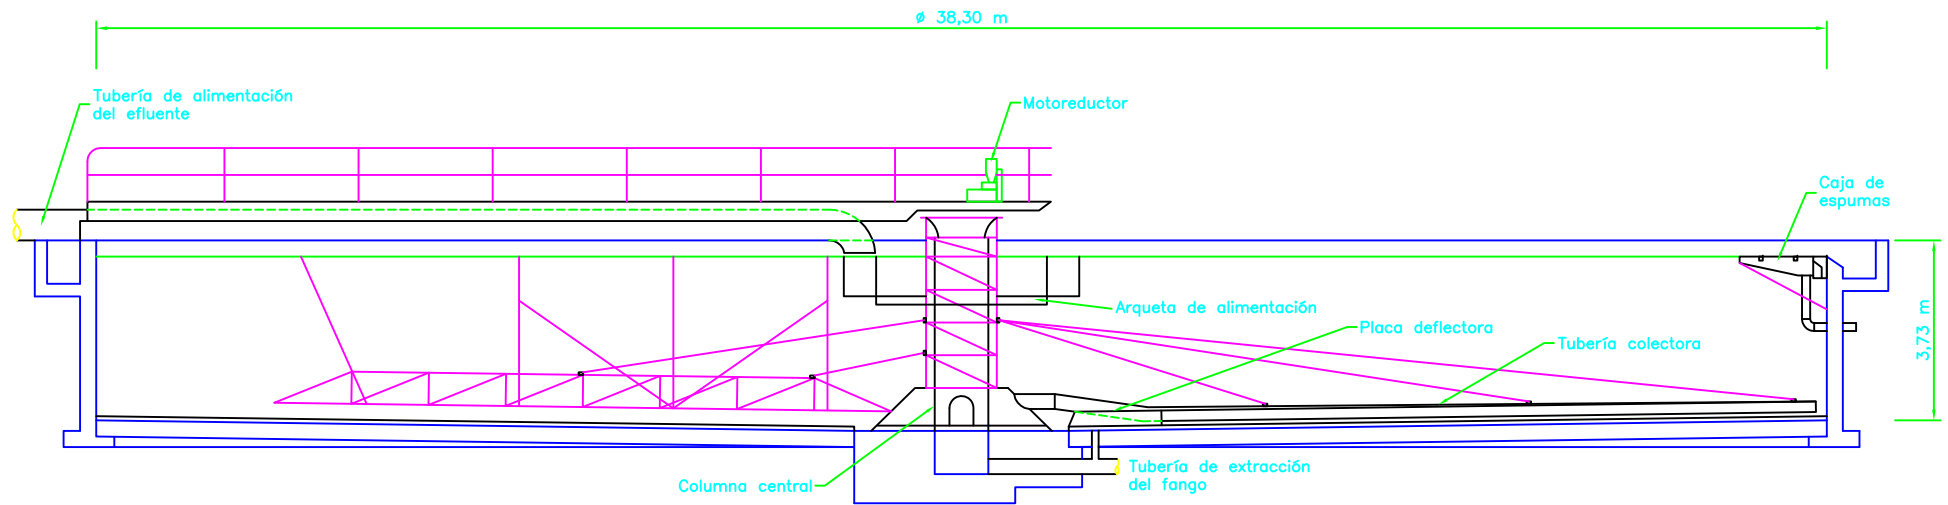 ø 38,30 m
Tubería de alimentación
del efluente
Motoreductor
Caja de
espumas
Arqueta de alimentación
Placa deflectora
Tubería colectora
3,73 m
Tubería de extracción
del fango
Columna central